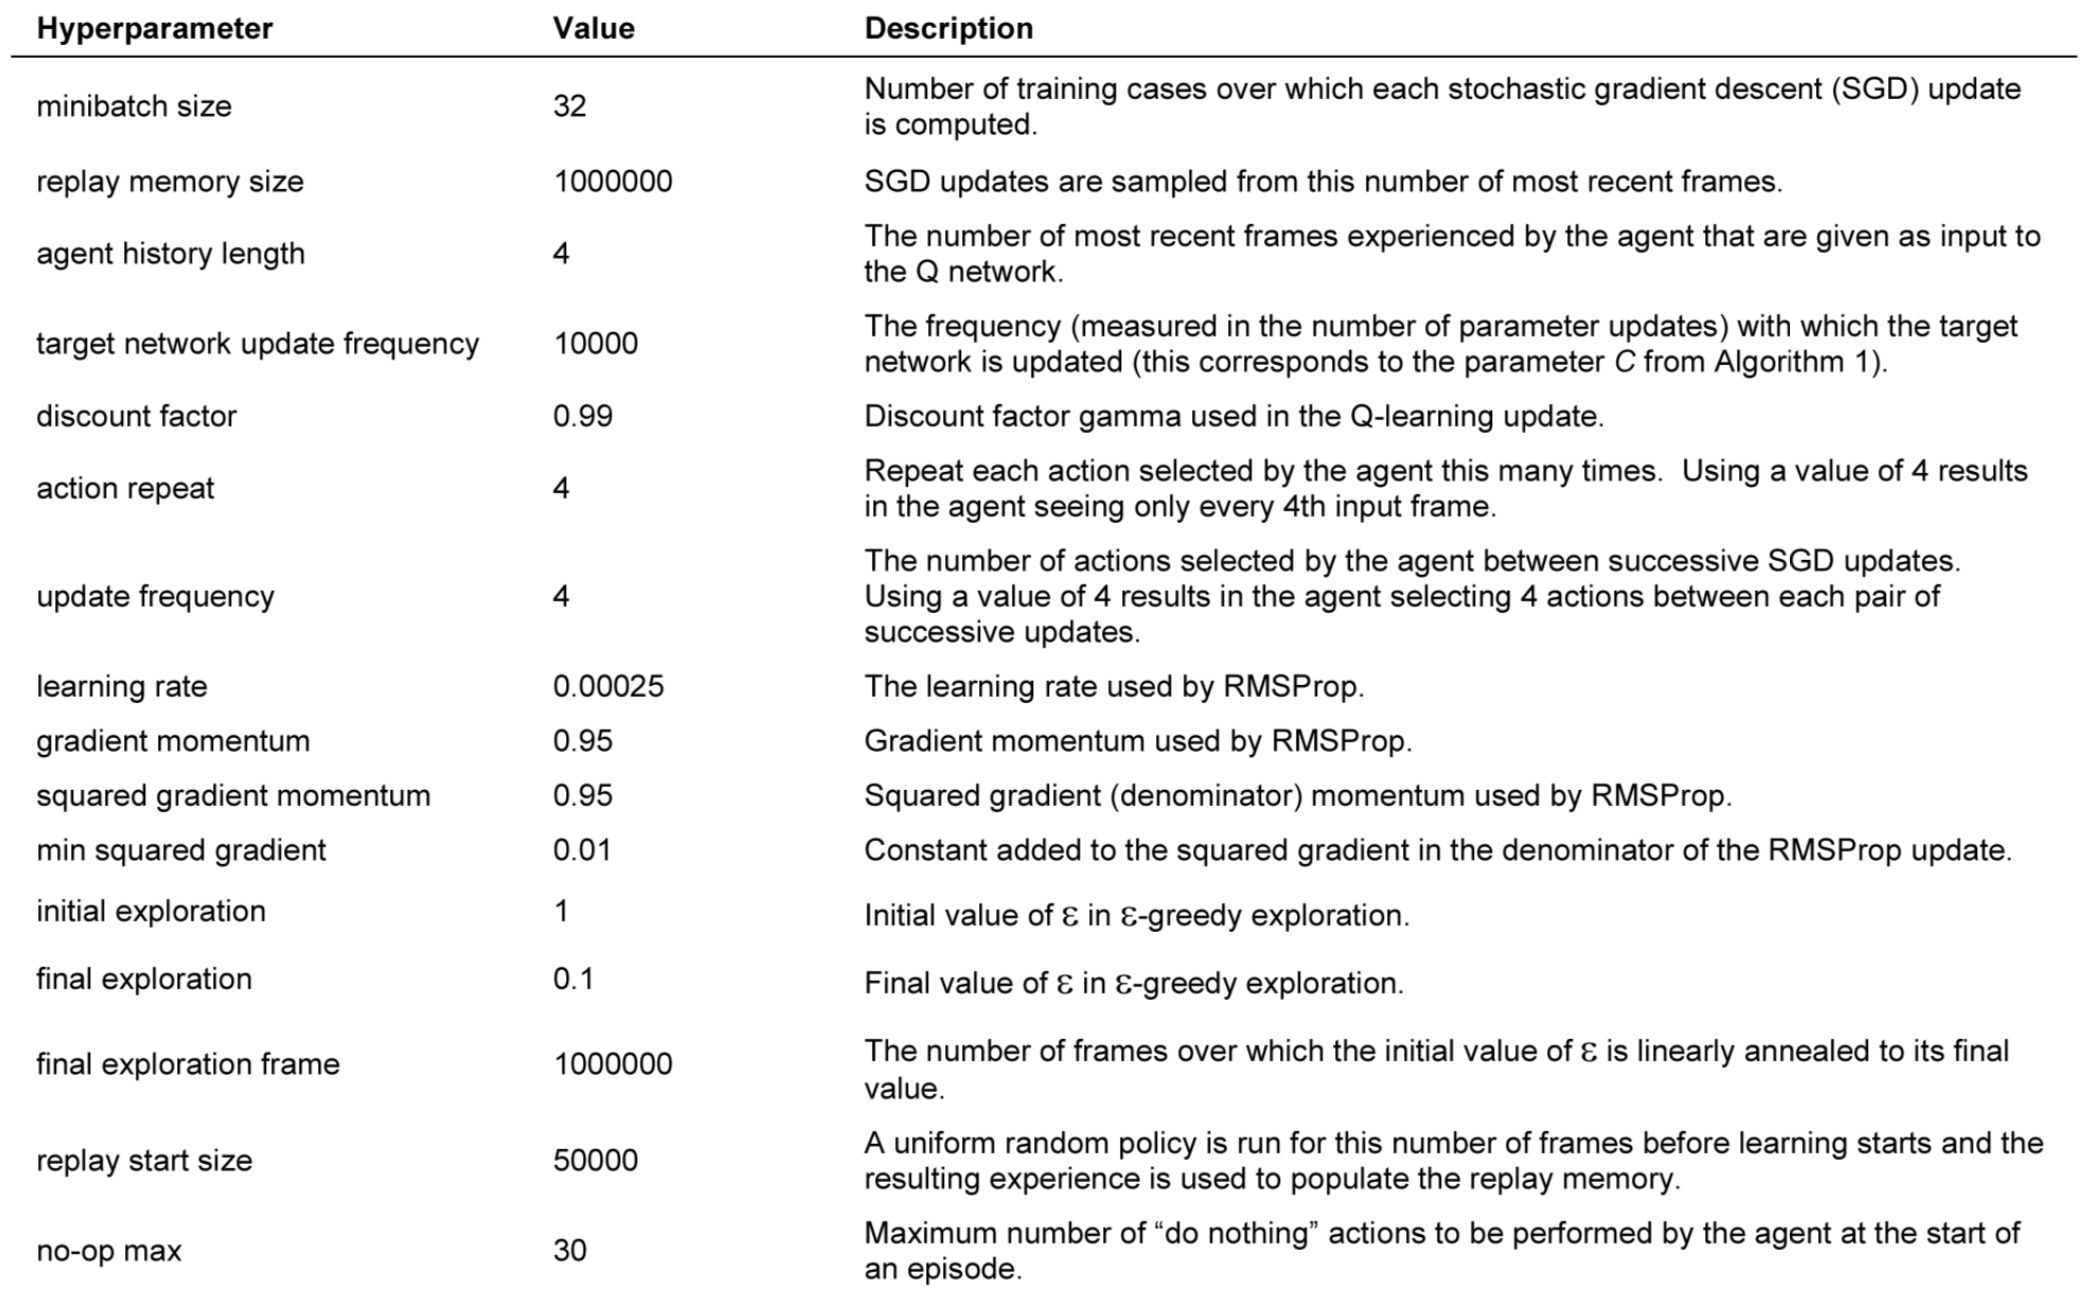 Hyperparameter Value Description
minibatch size 32 Number of training cases over which each stochastic gradient descent (SGD) update
is computed.
replay memory size 1000000 SGD updates are sampled from this number of most recent frames.
agent history length 4 The number of most recent frames experienced by the agent that are given as input to
the Q network.
target network update frequency 10000 The frequency (measured in the number of parameter updates) with which the target
network is updated (this corresponds to the parameter C from Algorithm 1).
discount factor 0.99 Discount factor gamma used in the Q-learning update.
action repeat 4 Repeat each action selected by the agent this many times.  Using a value of 4 results
in the agent seeing only every 4th input frame.
update frequency 4 The number of actions selected by the agent between successive SGD updates.
Using a value of 4 results in the agent selecting 4 actions between each pair of
successive updates.
learning rate 0.00025 The learning rate used by RMSProp.
gradient momentum 0.95 Gradient momentum used by RMSProp.
squared gradient momentum 0.95 Squared gradient (denominator) momentum used by RMSProp.
min squared gradient 0.01 Constant added to the squared gradient in the denominator of the RMSProp update.
initial exploration 1 Initial value of ε in ε-greedy exploration.
final exploration 0.1 Final value of ε in ε-greedy exploration.
final exploration frame 1000000 The number of frames over which the initial value of ε is linearly annealed to its final
value.
replay start size 50000 A uniform random policy is run for this number of frames before learning starts and the
resulting experience is used to populate the replay memory.
no-op max 30 Maximum number of “do nothing” actions to be performed by the agent at the start of
an episode.